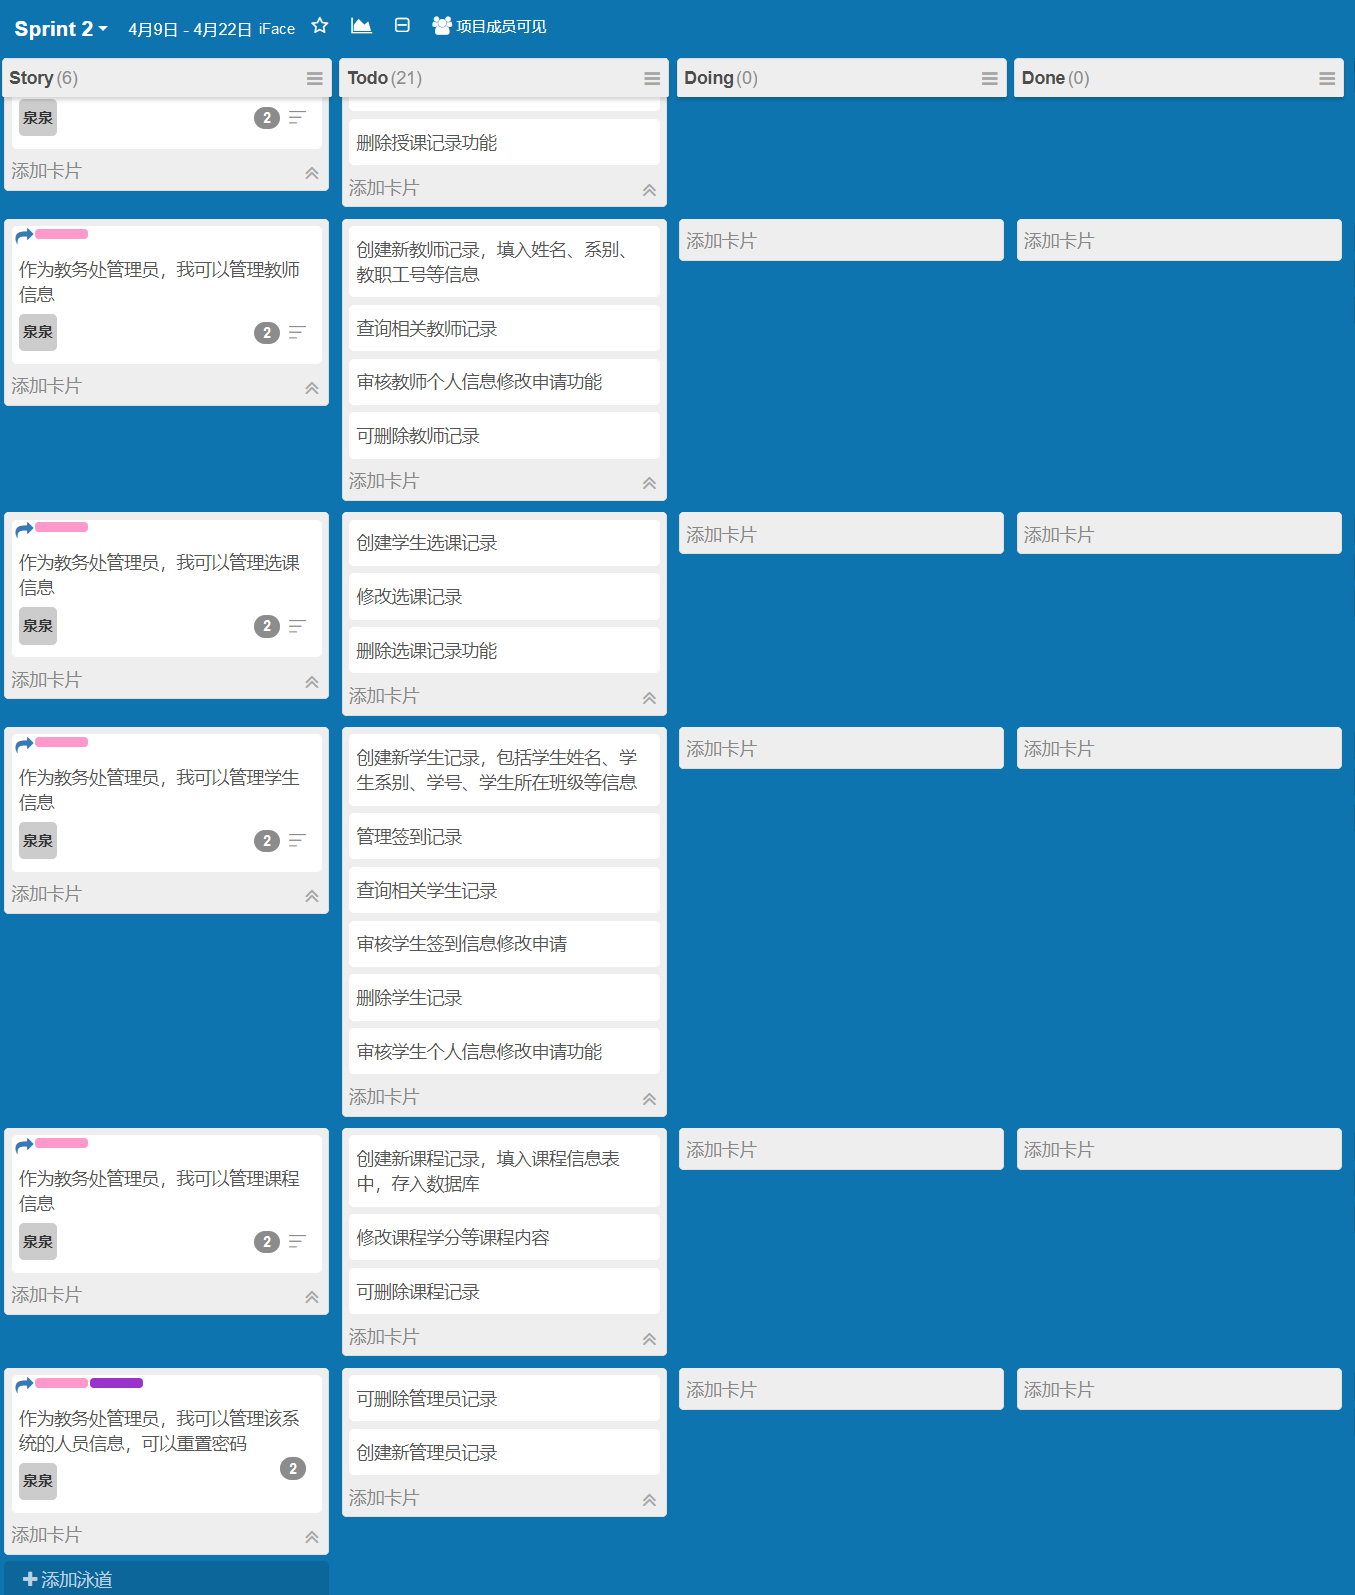 Sprint 2 4月9日 - 4月22日 iFace 项目成员可见
Story (6)
Todo (21)
Doing (0)
Done (0)
泉泉
2
添加卡片
删除授课记录功能
添加卡片
作为教务处管理员，我可以管理教师
信息
泉泉
2
添加卡片
创建新教师记录，填入姓名、系别、
教职工号等信息
查询相关教师记录
审核教师个人信息修改申请功能
可删除教师记录
添加卡片
添加卡片
添加卡片
作为教务处管理员，我可以管理选课
信息
泉泉
2
添加卡片
创建学生选课记录
修改选课记录
删除选课记录功能
添加卡片
添加卡片
添加卡片
作为教务处管理员，我可以管理学生
信息
泉泉
2
添加卡片
创建新学生记录，包括学生姓名、学
生系别、学号、学生所在班级等信息
管理签到记录
查询相关学生记录
审核学生签到信息修改申请
删除学生记录
审核学生个人信息修改申请功能
添加卡片
添加卡片
添加卡片
作为教务处管理员，我可以管理课程
信息
泉泉
2
添加卡片
创建新课程记录，填入课程信息表
中，存入数据库
修改课程学分等课程内容
可删除课程记录
添加卡片
添加卡片
添加卡片
作为教务处管理员，我可以管理该系
统的人员信息，可以重置密码
泉泉
2
添加卡片
可删除管理员记录
创建新管理员记录
添加卡片
添加卡片
添加卡片
添加泳道